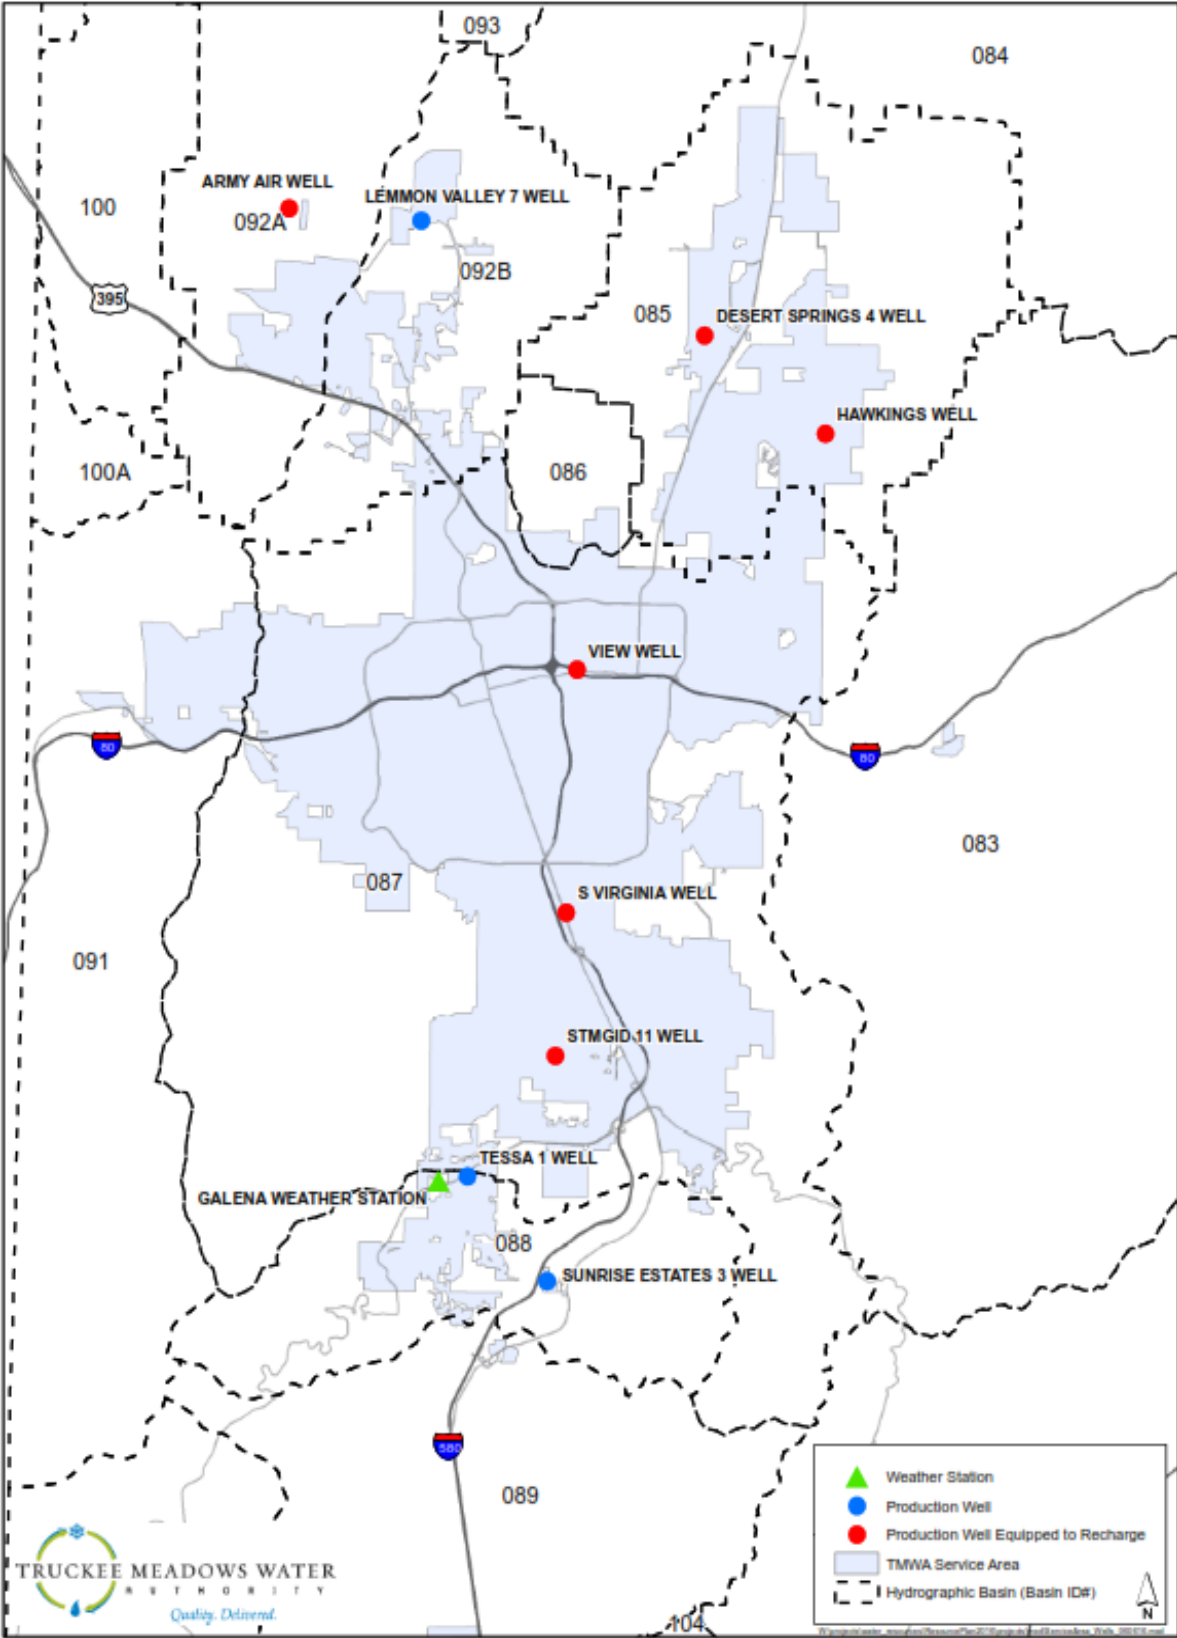 093
084
ARMY AIR WELL
LEMMON VALLEY 7 WELL
100
092A
092B
395
085
DESERT SPRINGS 4 WELL
HAWKINGS WELL
100A
086
VIEW WELL
80
80
083
087
S VIRGINIA WELL
091
STMGID 11 WELL
TESSA 1 WELL
GALENA WEATHER STATION
088
SUNRISE ESTATES 3 WELL
580
089
104
Weather Station
Production Well
Production Well Equipped to Recharge
TMWA Service Area
Hydrographic Basin (Basin ID#)
N
TRUCKEE MEADOWS WATER
AUTHORITY
Quality. Delivered.